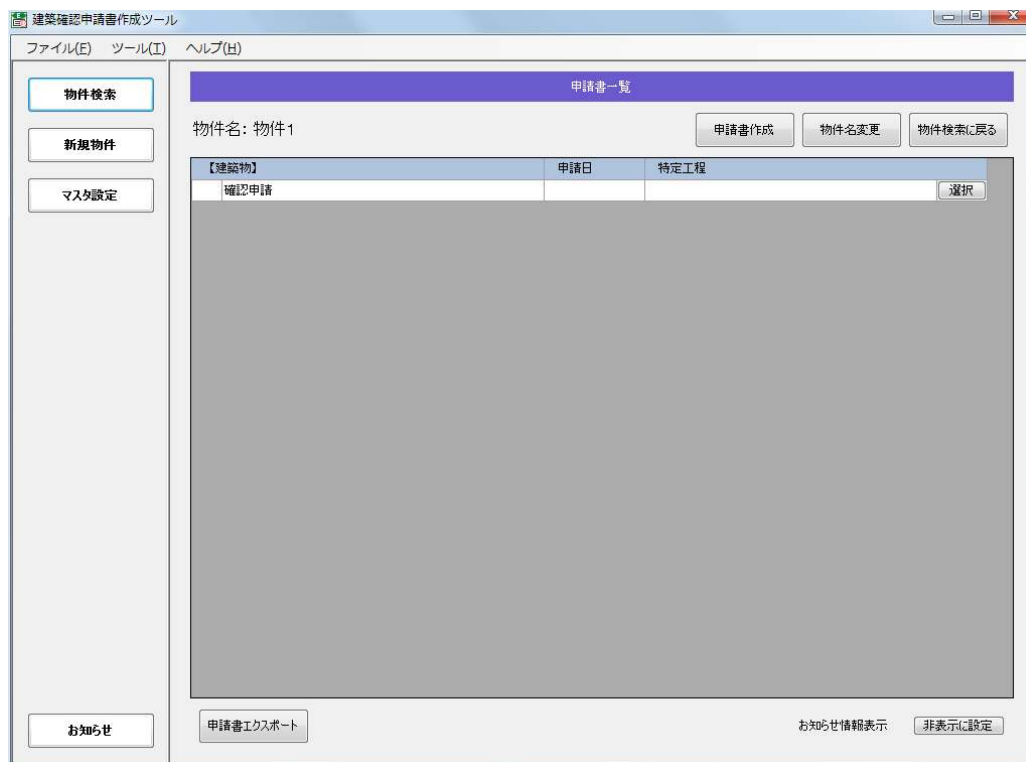 建築確認申請書作成ツール
ファイル(F) ツール(T) ヘルプ(H)
物件検索
新規物件
マスタ設定
お知らせ
申請書一覧
物件名: 物件1
申請書作成 物件名変更 物件検索に戻る
【建築物】 申請日 特定工程
確認申請 選択
申請書エクスポート お知らせ情報表示 非表示に設定